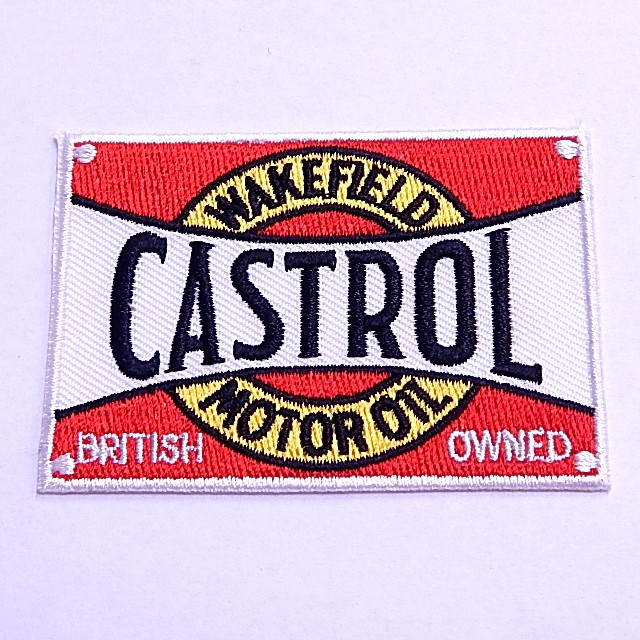 WAKEFIELD
CASTROL
MOTOR OIL
BRITISH OWNED